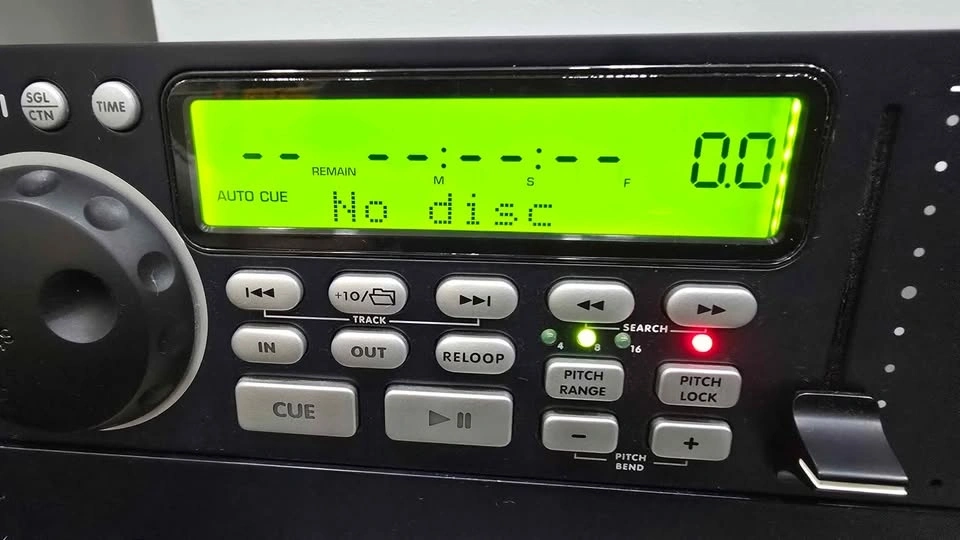 SGL
CTN
TIME
-- REMAIN --:--:-- 0.0
M S F
AUTO CUE No disc
+10/
TRACK
SEARCH
4 8 16
IN OUT RELOOP
PITCH
RANGE
PITCH
LOCK
CUE
- +
PITCH
BEND